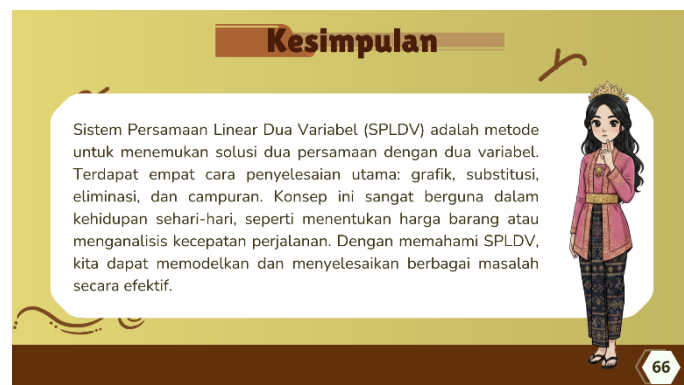 Kesimpulan
Sistem Persamaan Linear Dua Variabel (SPLDV) adalah metode
untuk menemukan solusi dua persamaan dengan dua variabel.
Terdapat empat cara penyelesaian utama: grafik, substitusi,
eliminasi, dan campuran. Konsep ini sangat berguna dalam
kehidupan sehari-hari, seperti menentukan harga barang atau
menganalisis kecepatan perjalanan. Dengan memahami SPLDV,
kita dapat memodelkan dan menyelesaikan berbagai masalah
secara efektif.
66